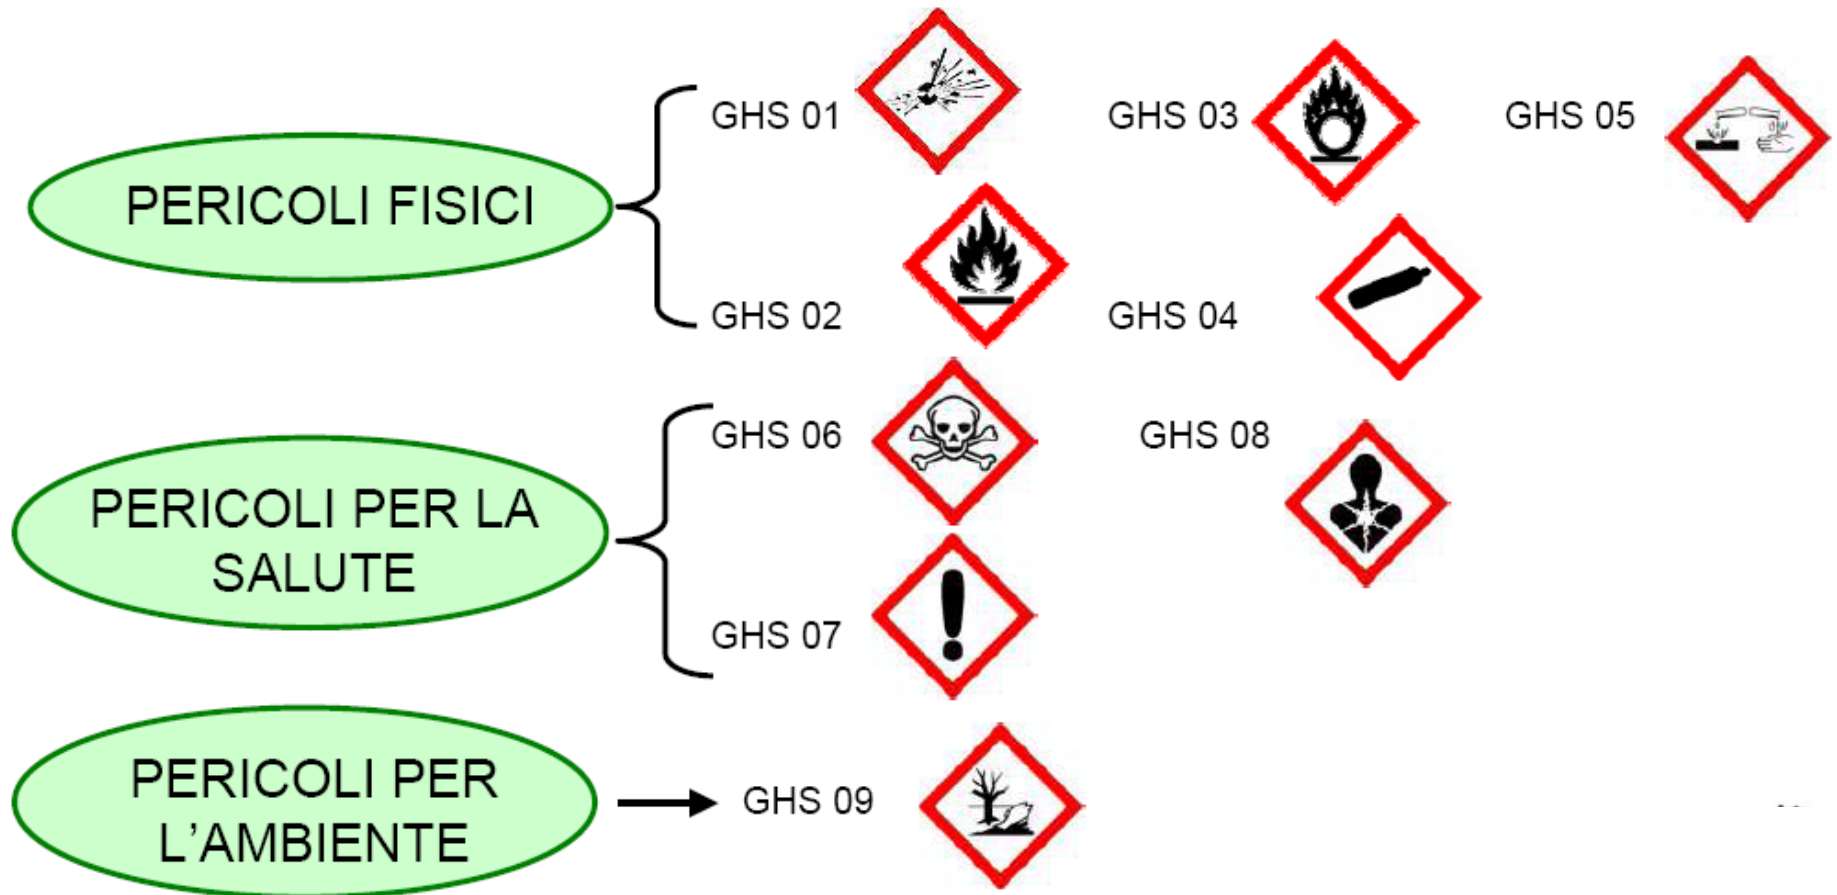 PERICOLI FISICI
GHS 01
GHS 03
GHS 05
GHS 02
GHS 04
PERICOLI PER LA
SALUTE
GHS 06
GHS 08
GHS 07
PERICOLI PER
L'AMBIENTE
GHS 09